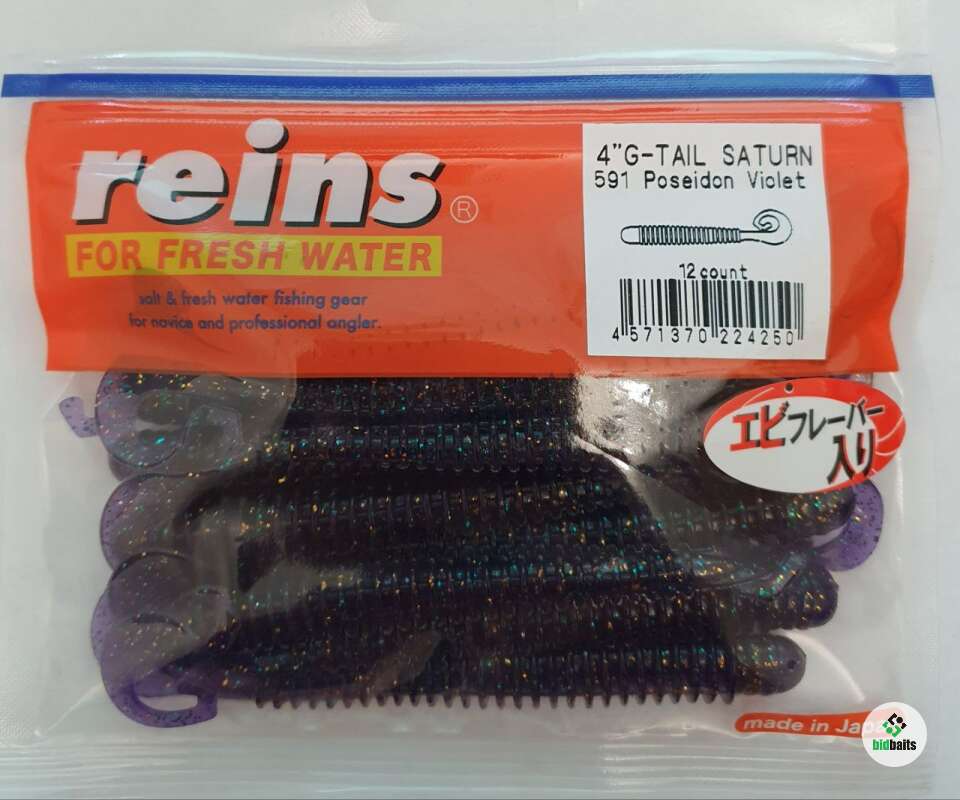 reins®
FOR FRESH WATER
salt & fresh water fishing gear
for novice and professional angler.
4"G-TAIL SATURN
591 Poseidon Violet
12 count
4 571370 224250
エビフレーバー
入り
made in Japa
bidbaits